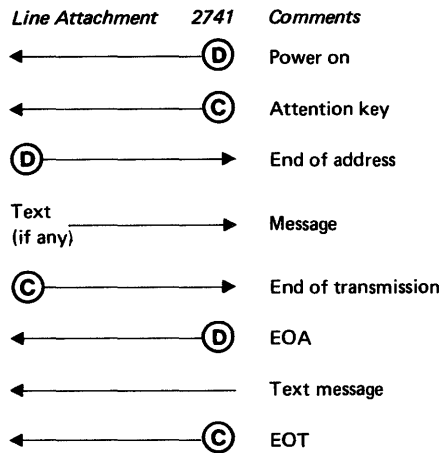 Line Attachment 2741 Comments
D Power on
C Attention key
D End of address
Text
(if any) Message
C End of transmission
D EOA
Text message
C EOT